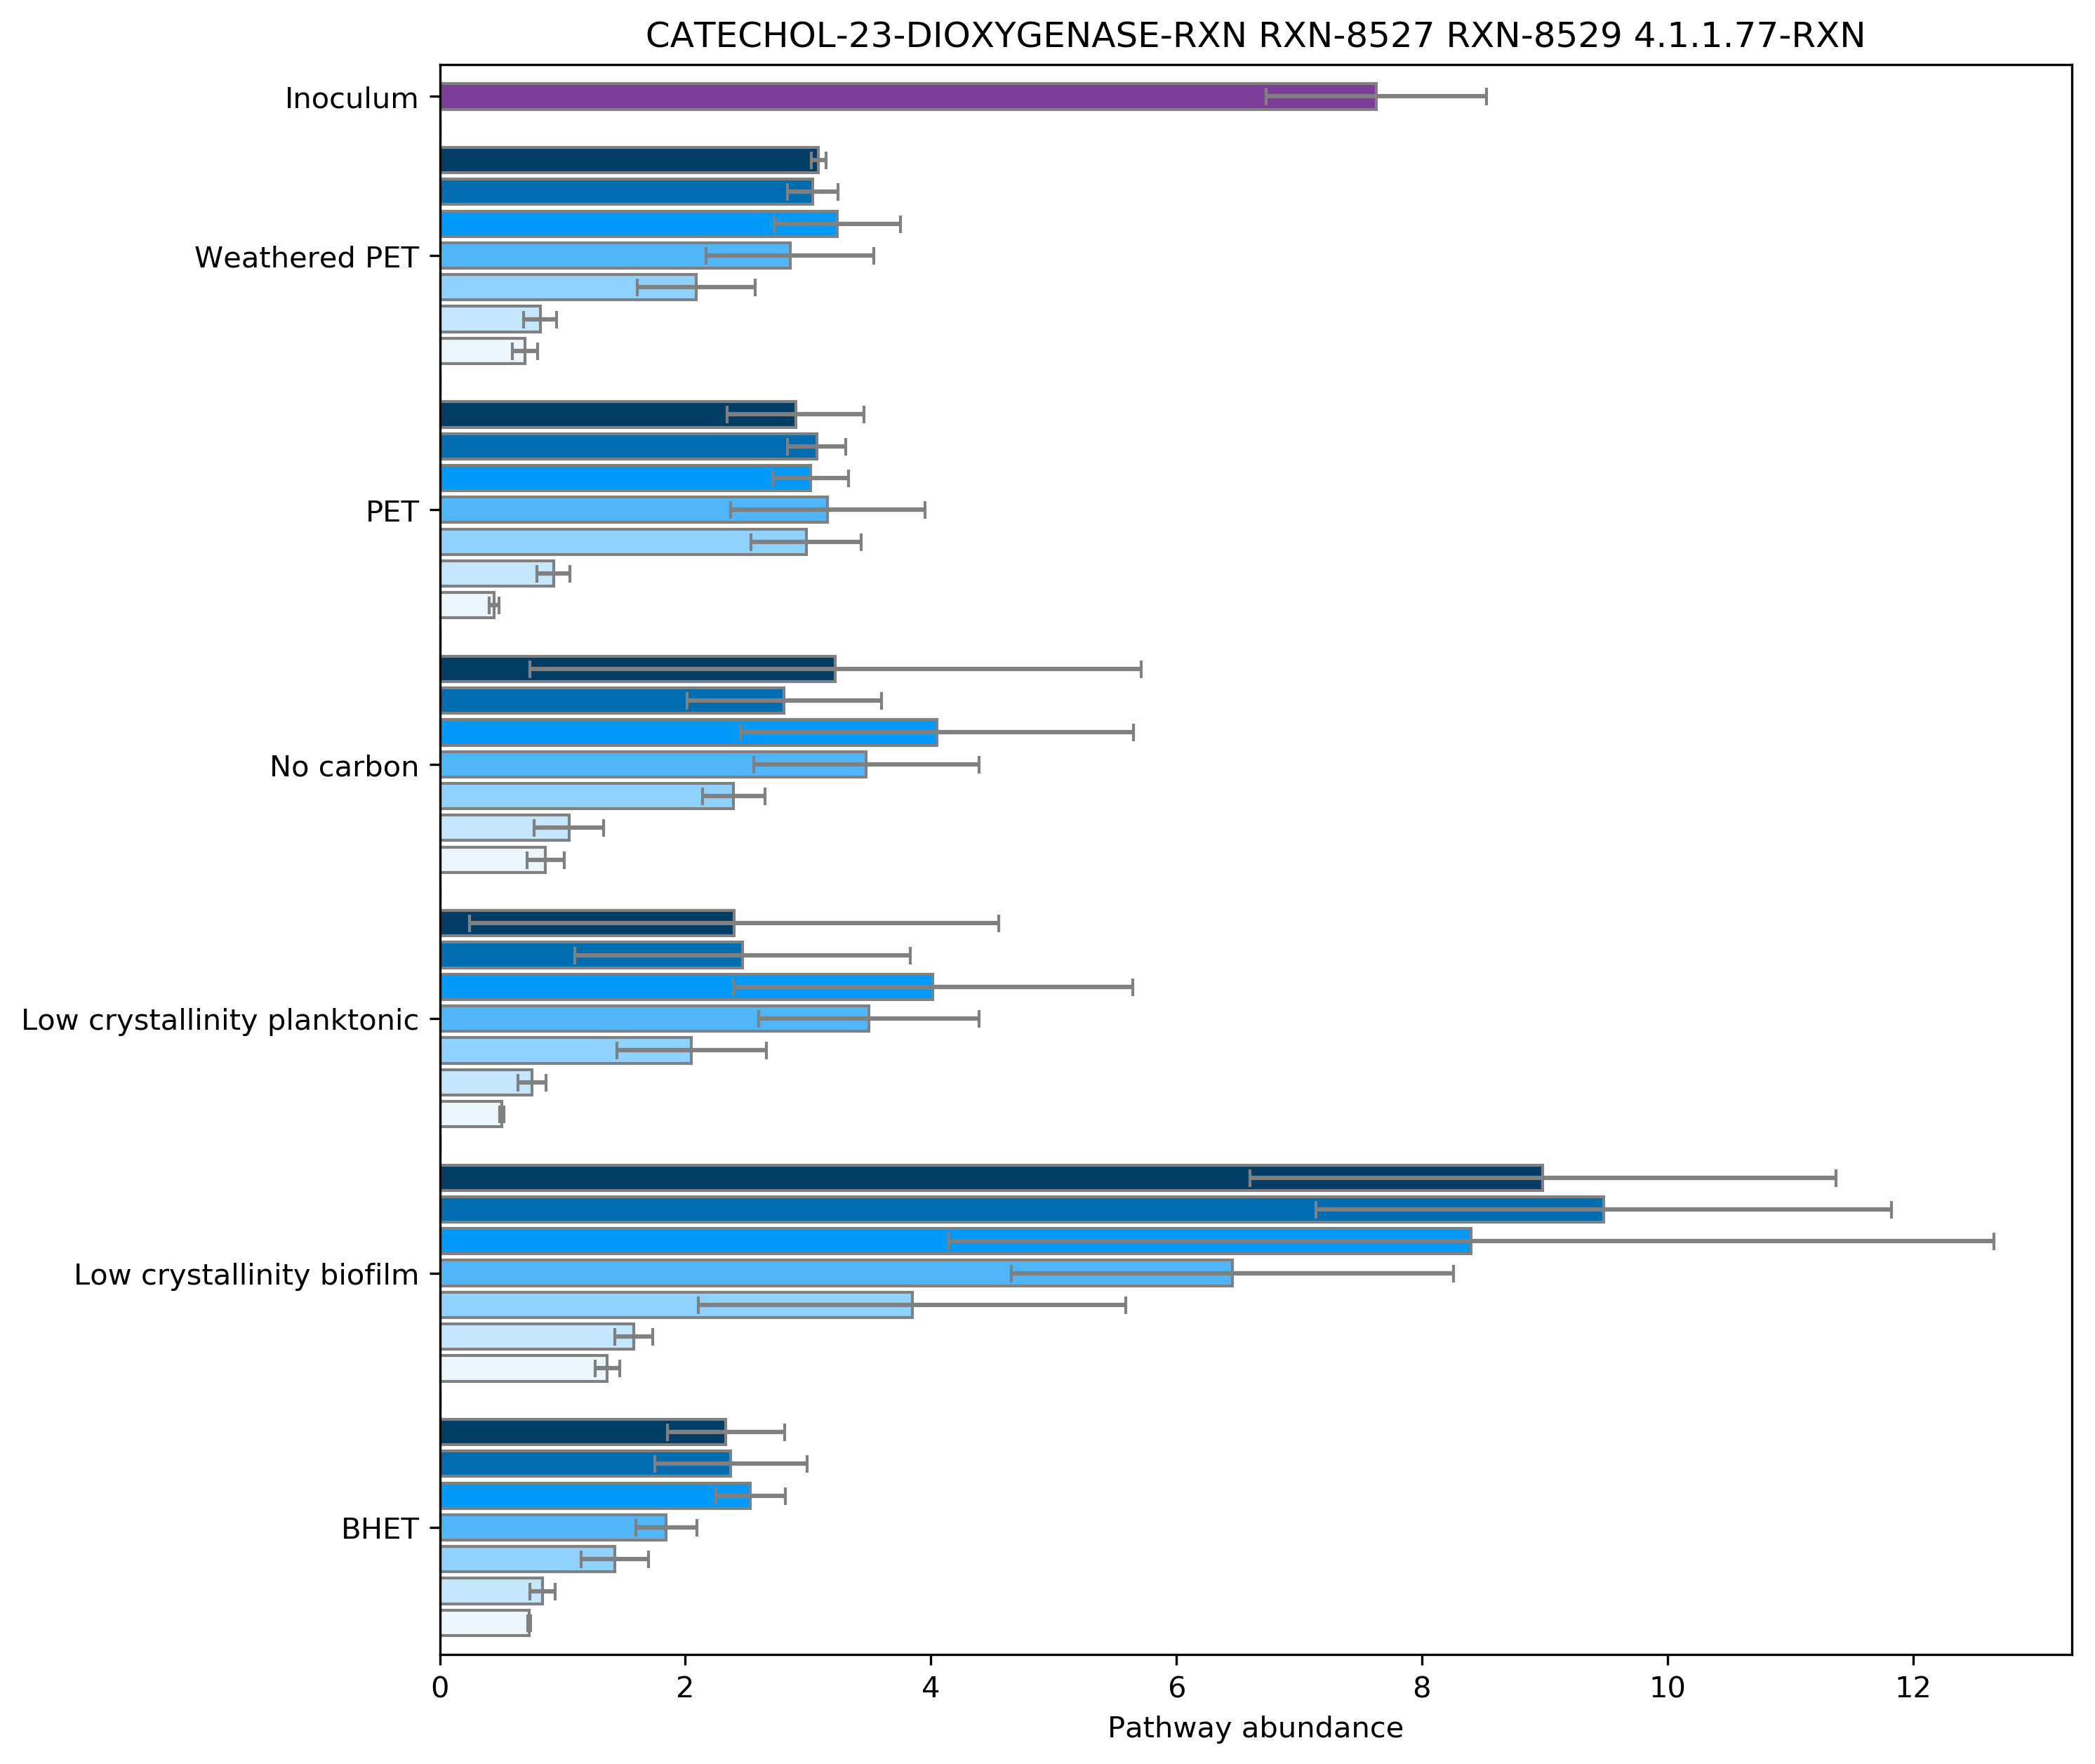 CATECHOL-23-DIOXYGENASE-RXN RXN-8527 RXN-8529 4.1.1.77-RXN
Inoculum
Weathered PET
PET
No carbon
Low crystallinity planktonic
Low crystallinity biofilm
BHET
0 2 4 6 8 10 12
Pathway abundance